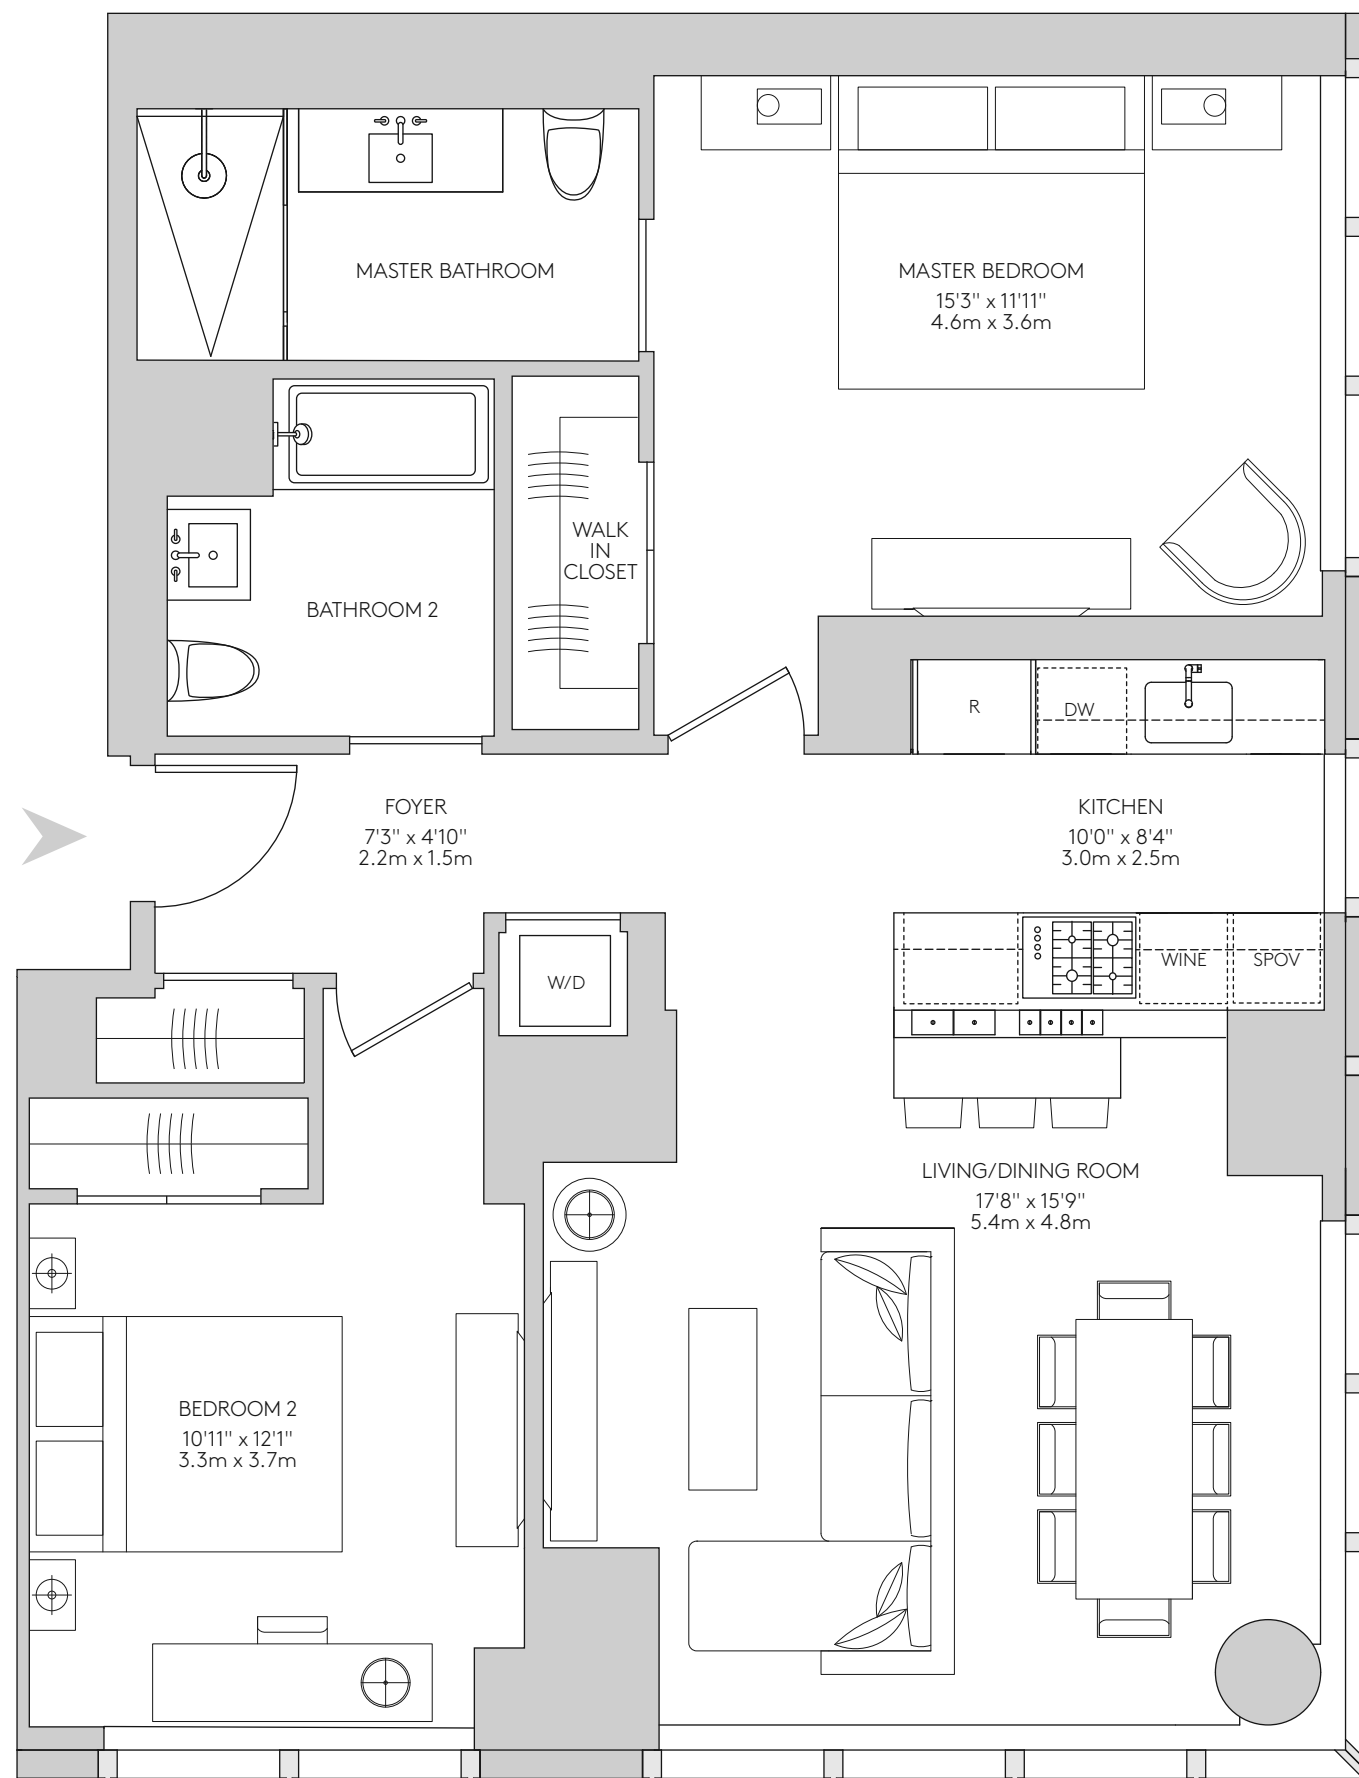 MASTER BATHROOM
MASTER BEDROOM
15'3" x 11'11"
4.6m x 3.6m
WALK
IN
CLOSET
BATHROOM 2
R
DW
FOYER
7'3" x 4'10"
2.2m x 1.5m
KITCHEN
10'0" x 8'4"
3.0m x 2.5m
W/D
WINE
SPOV
LIVING/DINING ROOM
17'8" x 15'9"
5.4m x 4.8m
BEDROOM 2
10'11" x 12'1"
3.3m x 3.7m